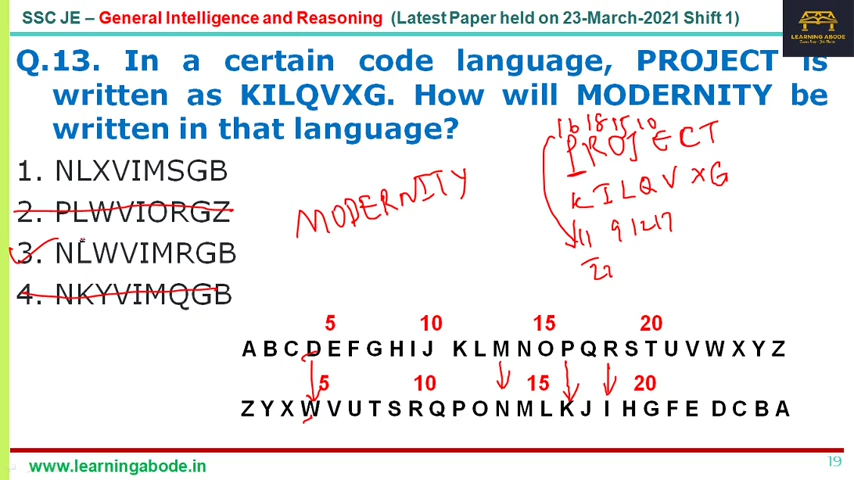 SSC JE – General Intelligence and Reasoning (Latest Paper held on 23-March-2021 Shift 1)
LEARNING ABODE
Q.13. In a certain code language, PROJECT is
written as KILQVXG. How will MODERNITY be
written in that language?
16 18 15 10
PROJECT
KILQVXG
11 9 12 17
27
MODERNITY
1. NLXVIMSGB
2. PLWVIORGZ
3. NLWVIMRGB
4. NKYVIMQGB
5 10 15 20
A B C D E F G H I J K L M N O P Q R S T U V W X Y Z
5 10 15 20
Z Y X W V U T S R Q P O N M L K J I H G F E D C B A
www.learningabode.in
19